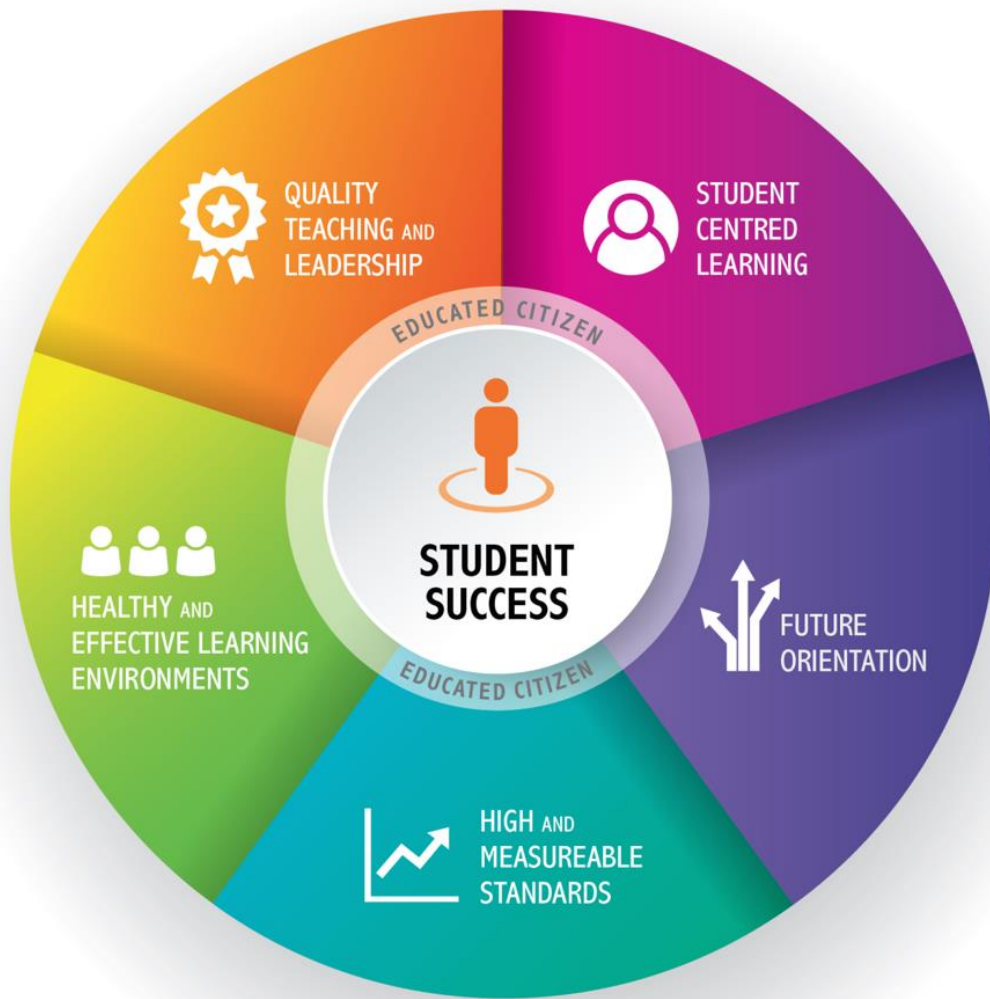 QUALITY
TEACHING AND
LEADERSHIP
STUDENT
CENTRED
LEARNING
EDUCATED CITIZEN
STUDENT
SUCCESS
HEALTHY AND
EFFECTIVE LEARNING
ENVIRONMENTS
FUTURE
ORIENTATION
EDUCATED CITIZEN
HIGH AND
MEASUREABLE
STANDARDS